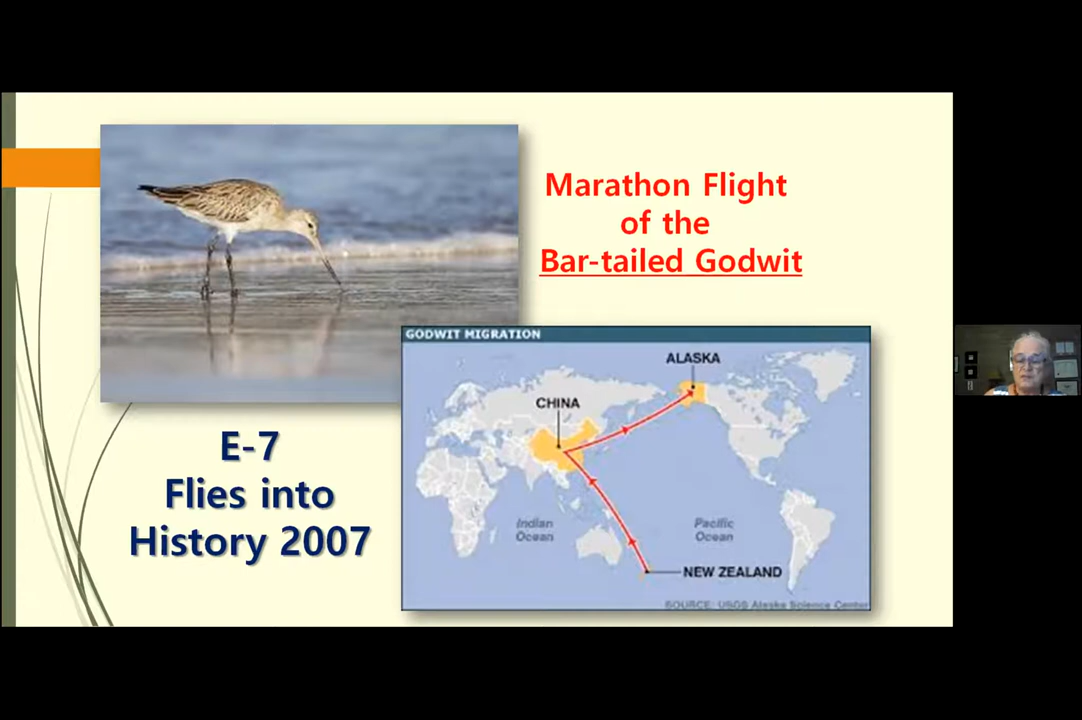 Marathon Flight
of the
Bar-tailed Godwit
E-7
Flies into
History 2007
GODWIT MIGRATION
ALASKA
CHINA
Indian
Ocean
Pacific
Ocean
NEW ZEALAND
SOURCE: USGS Alaska Science Center